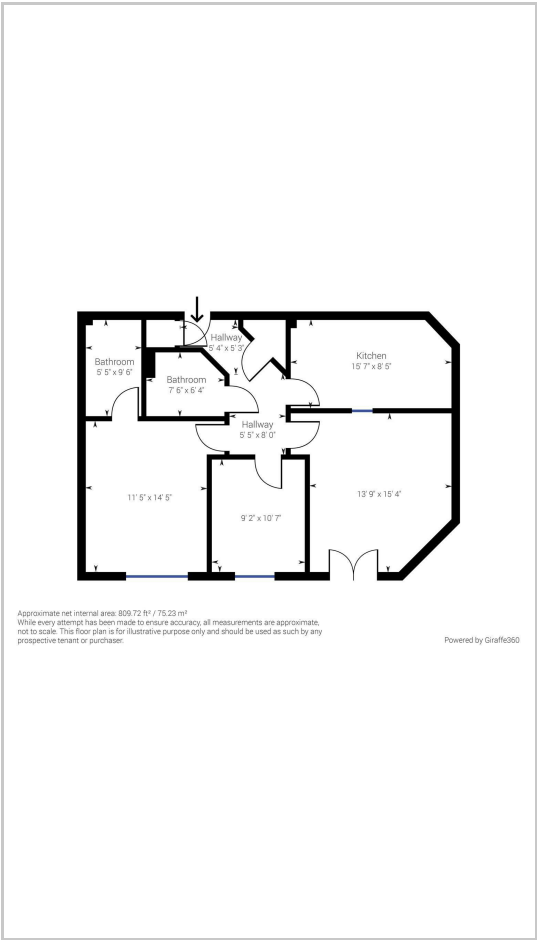 Hallway
5' 4" x 5' 3"
Bathroom
5' 5" x 9' 6"
Kitchen
15' 7" x 8' 5"
Bathroom
7' 6" x 6' 4"
Hallway
5' 5" x 8' 0"
11' 5" x 14' 5"
13' 9" x 15' 4"
9' 2" x 10' 7"
Approximate net internal area: 809.72 ft² / 75.23 m²
While every attempt has been made to ensure accuracy, all measurements are approximate,
not to scale. This floor plan is for illustrative purpose only and should be used as such by any
prospective tenant or purchaser.
Powered by Giraffe360